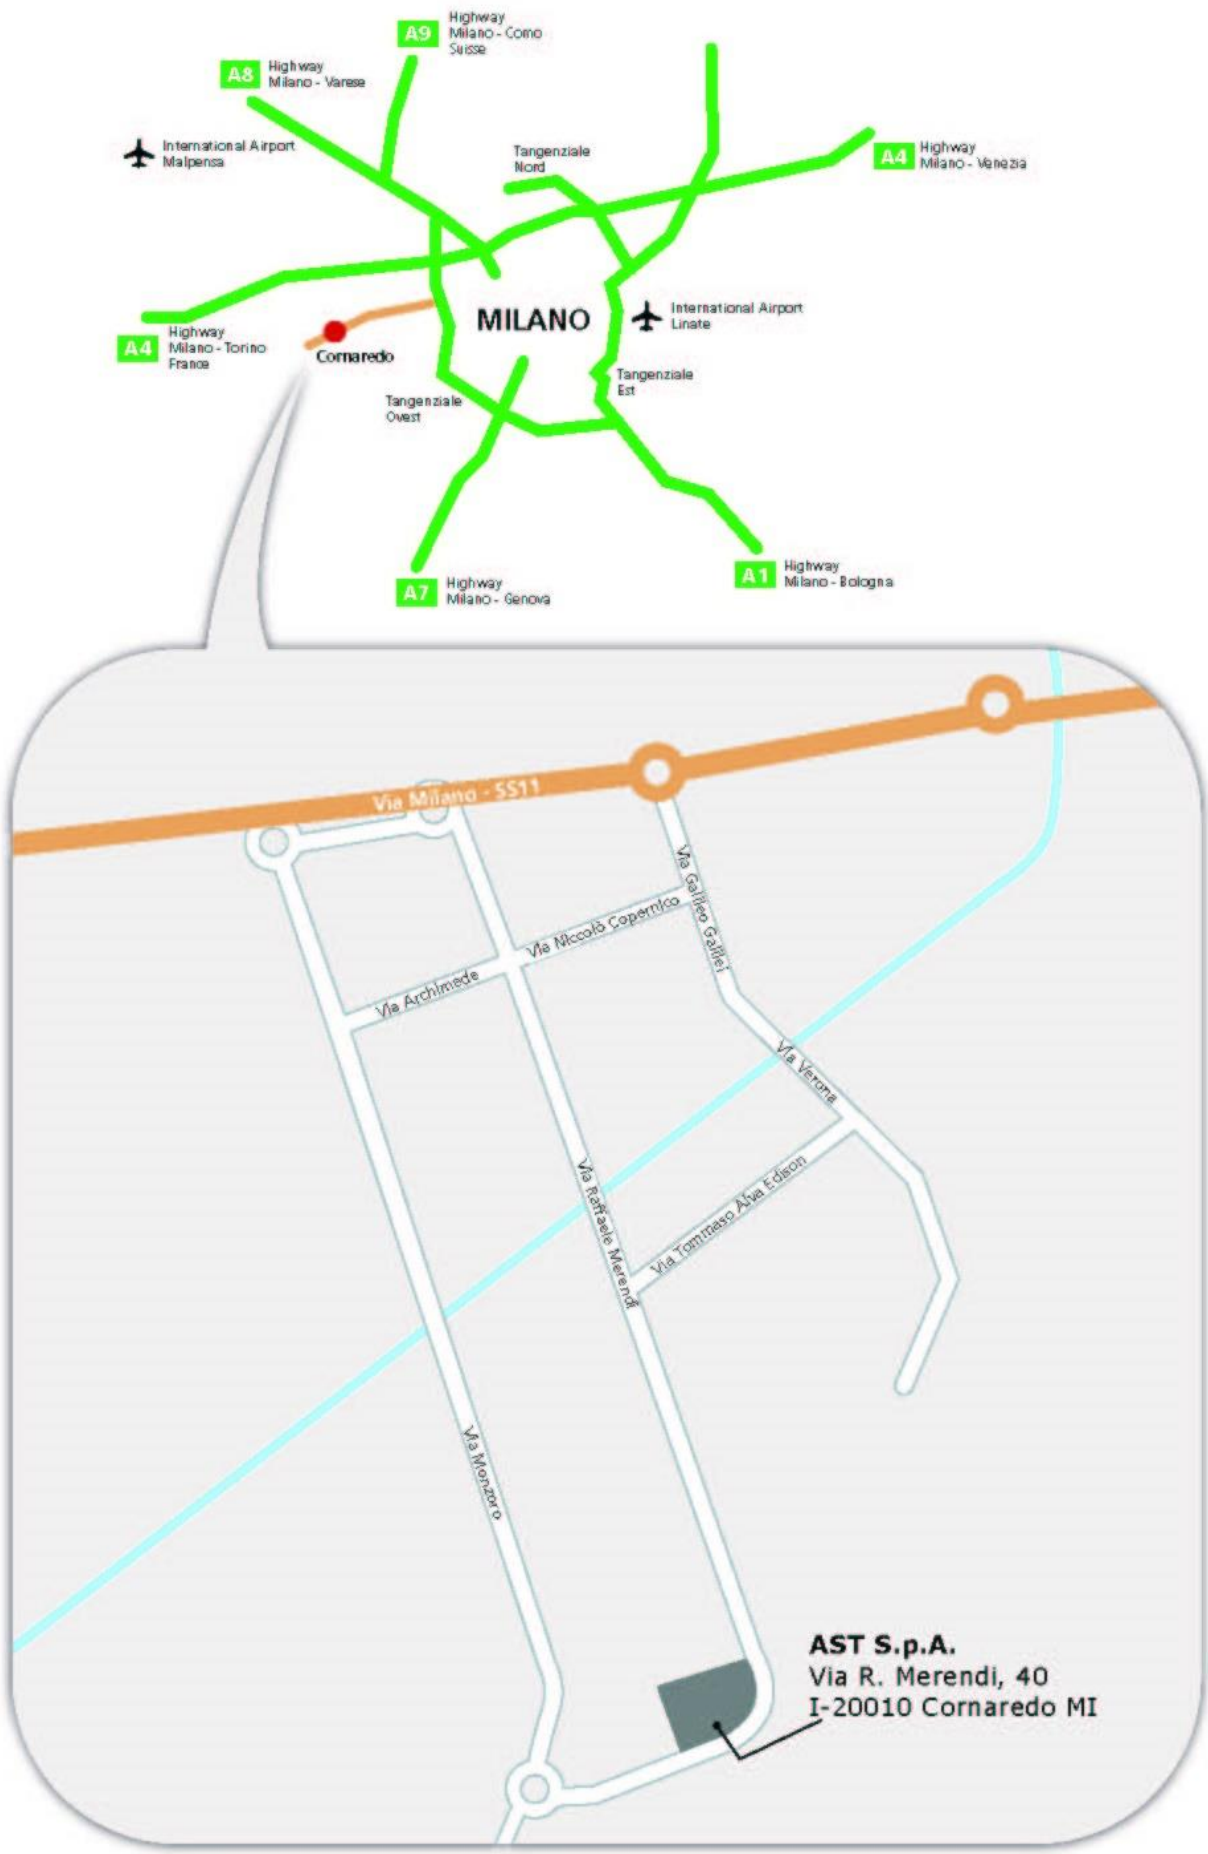 A9
Highway
Milano - Como
Suisse
A8
Highway
Milano - Varese
International Airport
Malpensa
Tangenziale
Nord
A4
Highway
Milano - Venezia
MILANO
International Airport
Linate
A4
Highway
Milano - Torino
France
Cornaredo
Tangenziale
Est
Tangenziale
Ovest
A7
Highway
Milano - Genova
A1
Highway
Milano - Bologna
Via Milano - SS11
Via Galileo Galilei
Via Niccolò Copernico
Via Archimede
Via Verona
Via Raffaele Merendi
Via Tommaso Alva Edison
Via Monzoro
AST S.p.A.
Via R. Merendi, 40
I-20010 Cornaredo MI